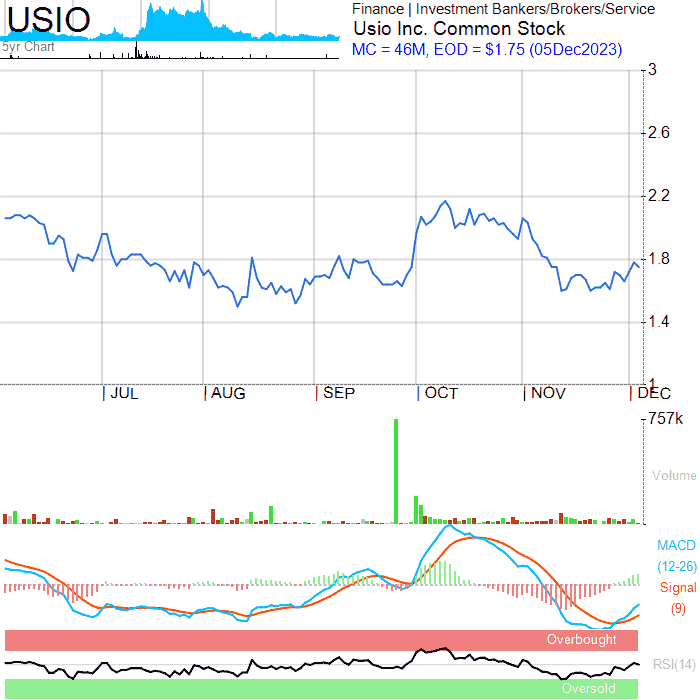 USIO
5yr Chart
Finance | Investment Bankers/Brokers/Service
Usio Inc. Common Stock
MC = 46M, EOD = $1.75 (05Dec2023)
3
2.6
2.2
1.8
1.4
1
JUL AUG SEP OCT NOV DEC
757k
Volume
MACD
(12-26)
Signal
(9)
Overbought
RSI(14)
Oversold